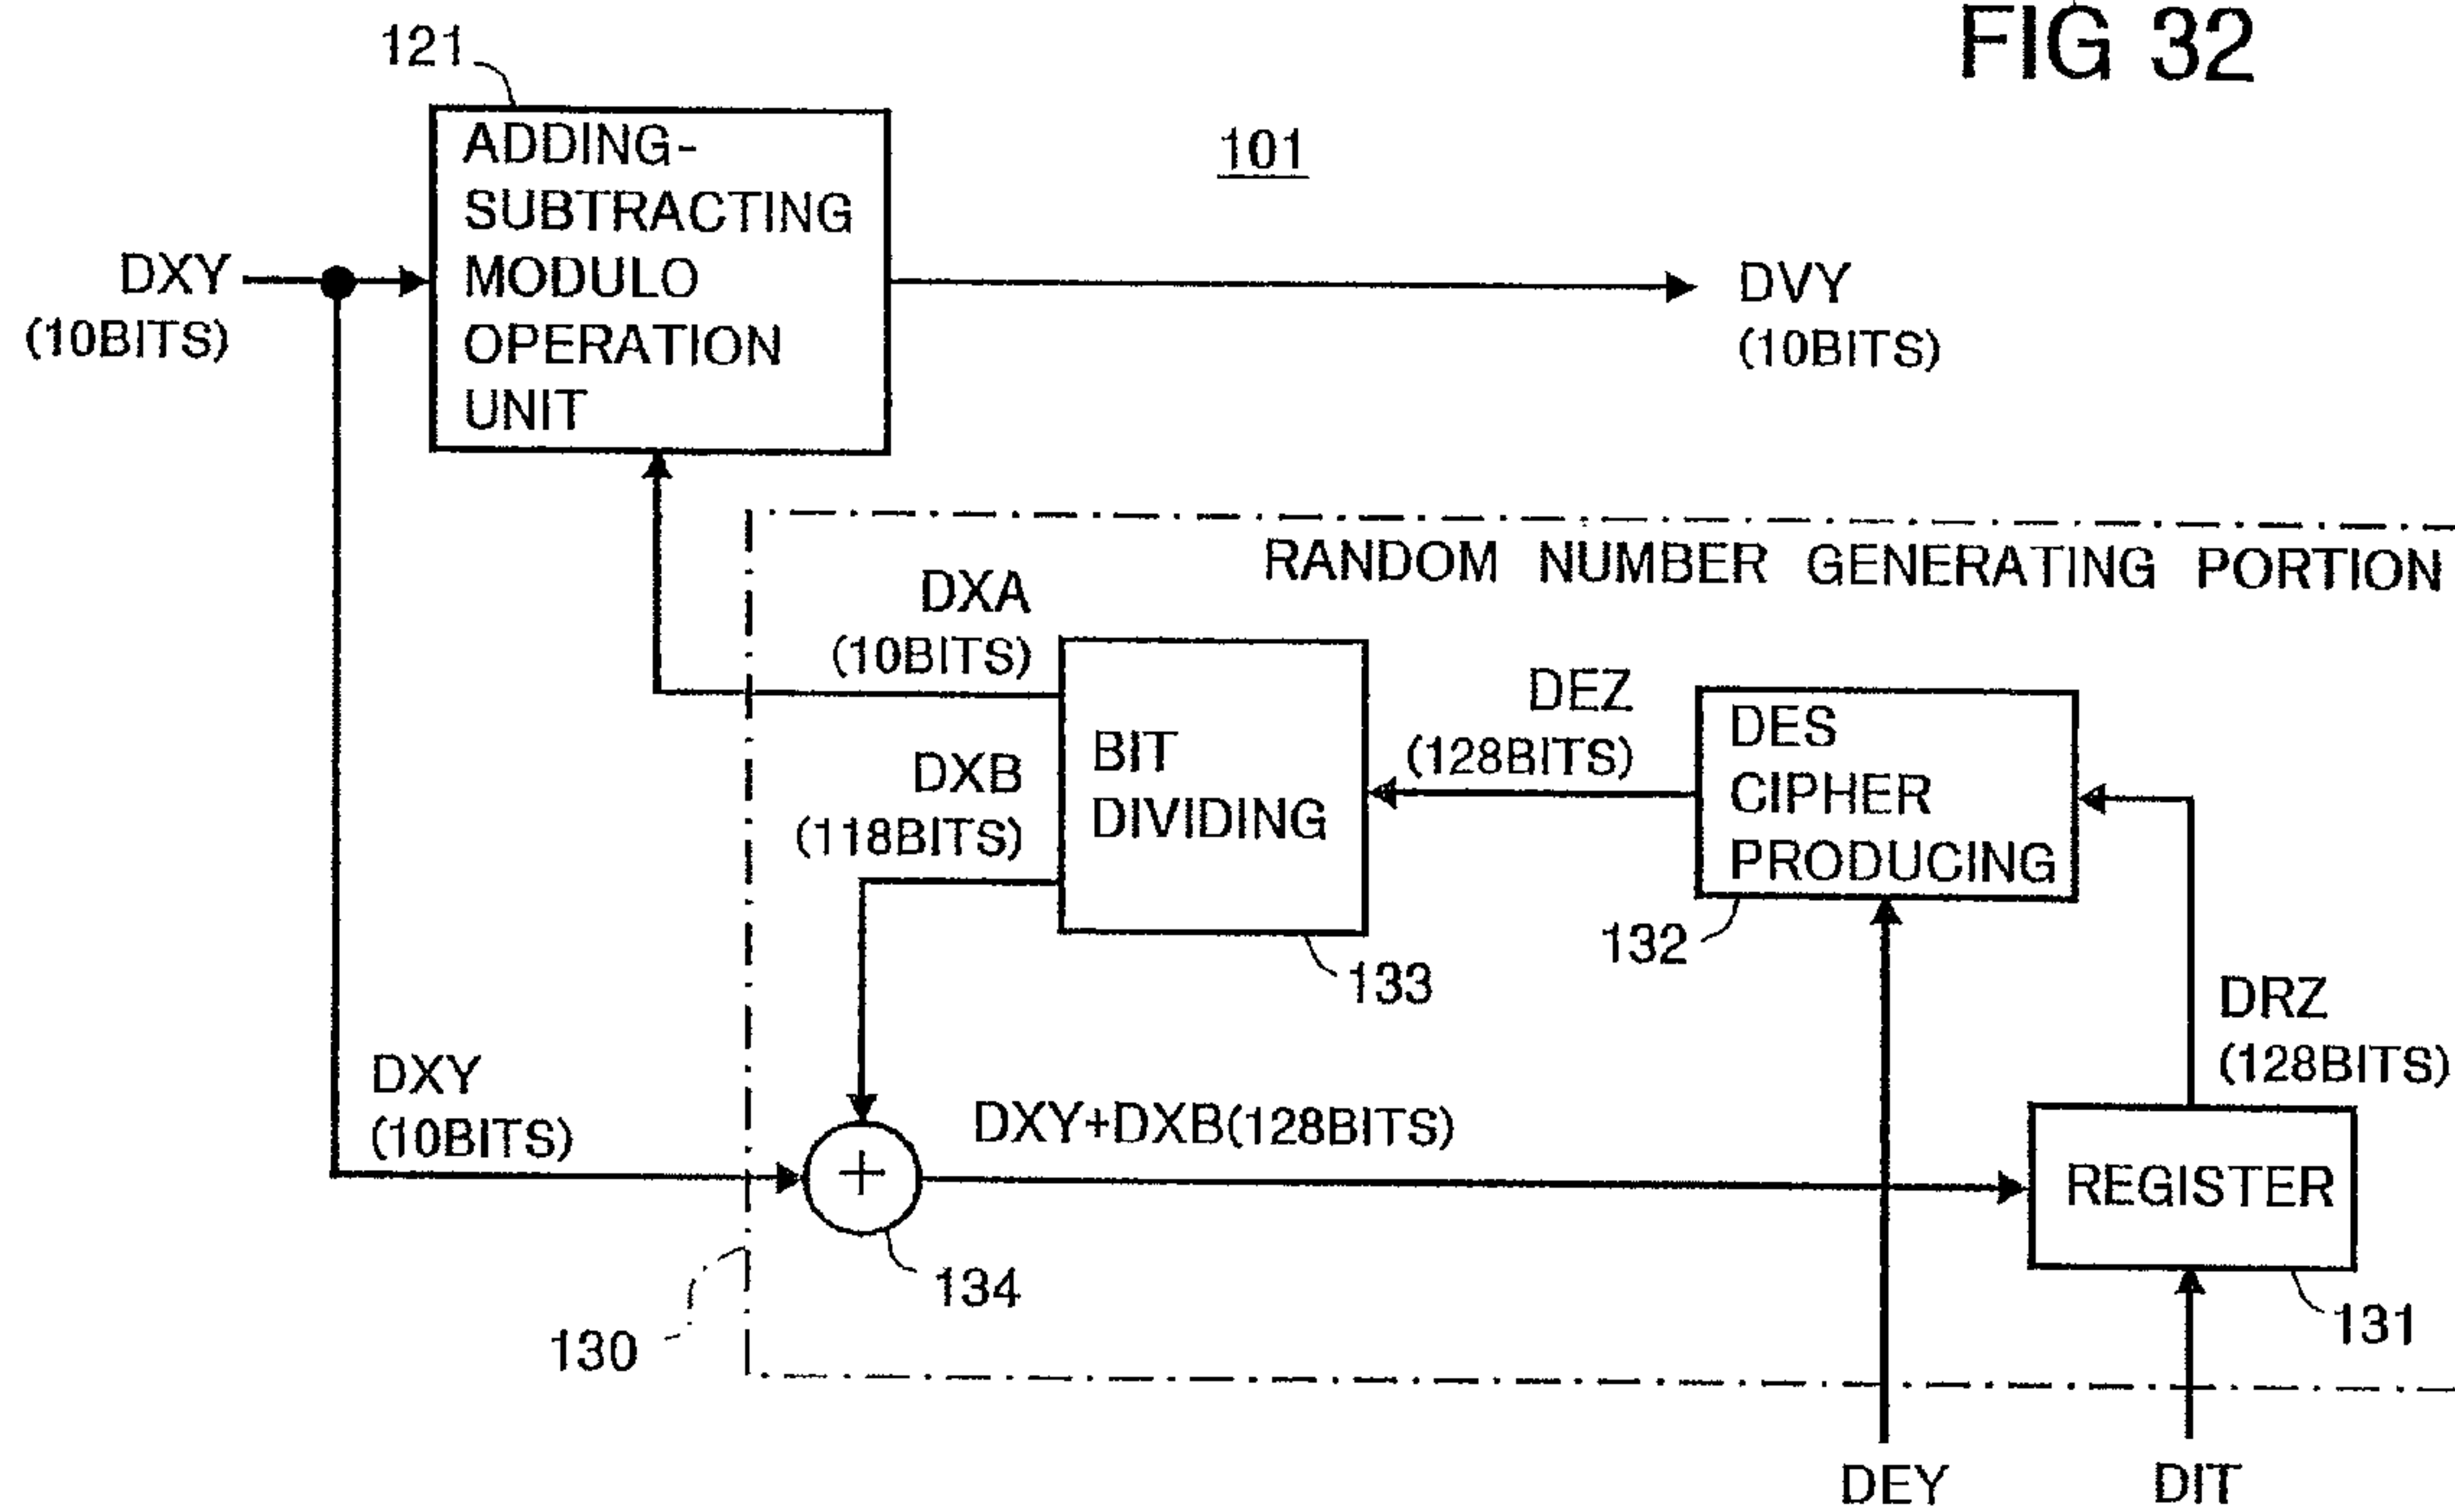 FIG 32
121
101
ADDING-
SUBTRACTING
MODULO
OPERATION
UNIT
DXY
(10BITS)
DVY
(10BITS)
RANDOM NUMBER GENERATING PORTION
DXA
(10BITS)
DXB
(118BITS)
BIT
DIVIDING
133
DEZ
(128BITS)
DES
CIPHER
PRODUCING
132
DRZ
(128BITS)
DXY
(10BITS)
+
134
DXY+DXB(128BITS)
REGISTER
131
130
DEY
DIT